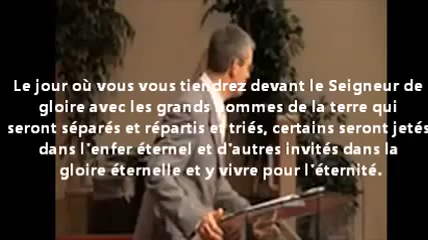 Le jour où vous vous tiendrez devant le Seigneur de
gloire avec les grands hommes de la terre qui
seront séparés et répartis et triés, certains seront jetés
dans l'enfer éternel et d'autres invités dans la
gloire éternelle et y vivre pour l'éternité.